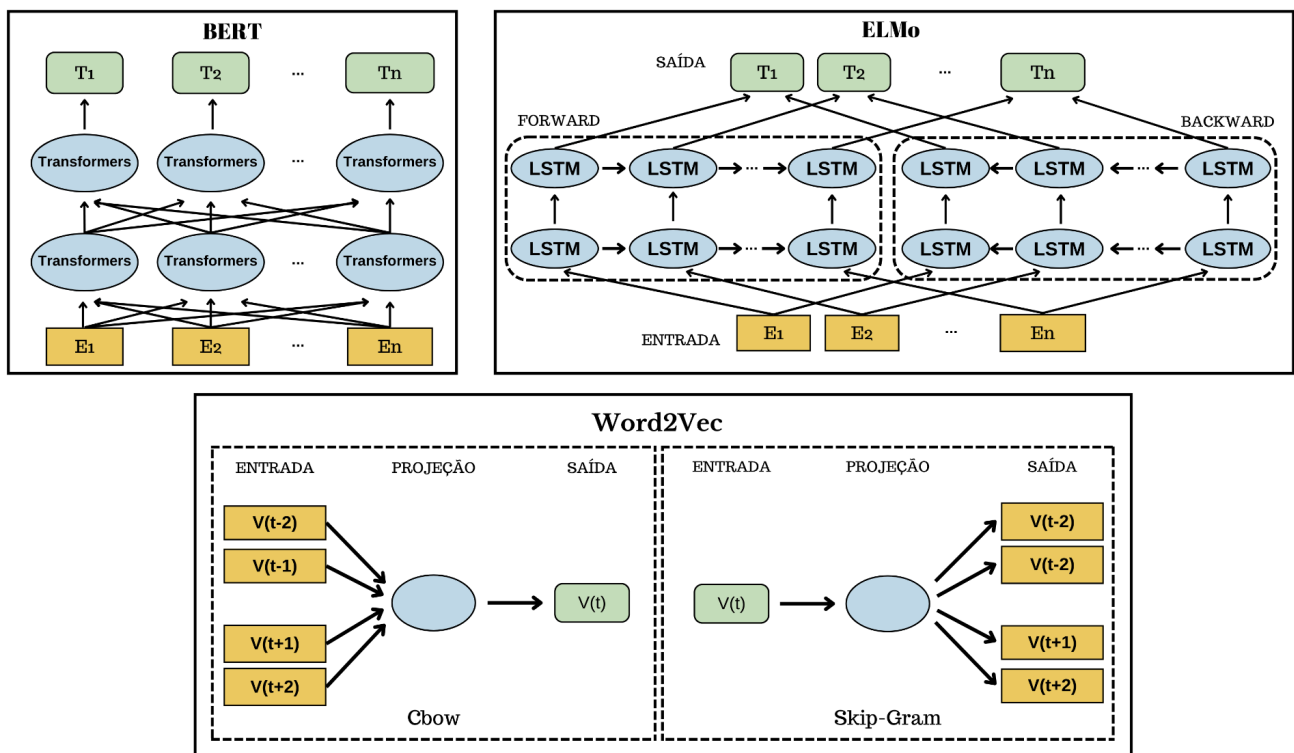 BERT
T1 T2 ... Tn
Transformers Transformers ... Transformers
Transformers Transformers ... Transformers
E1 E2 ... En
ELMo
SAÍDA T1 T2 ... Tn
FORWARD BACKWARD
LSTM LSTM ... LSTM LSTM LSTM ... LSTM
LSTM LSTM ... LSTM LSTM LSTM ... LSTM
ENTRADA E1 E2 ... En
Word2Vec
ENTRADA PROJEÇÃO SAÍDA
V(t-2)
V(t-1)
V(t)
V(t+1)
V(t+2)
Cbow
ENTRADA PROJEÇÃO SAÍDA
V(t-2)
V(t-2)
V(t)
V(t+1)
V(t+2)
Skip-Gram